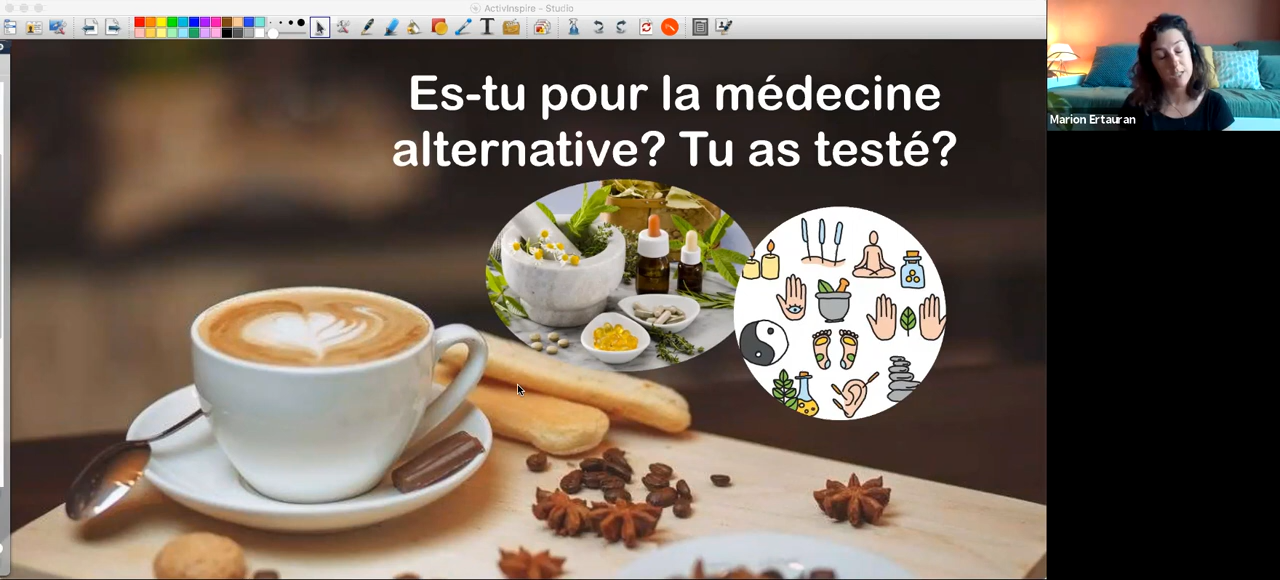 ActivInspire - Studio
Es-tu pour la médecine
alternative? Tu as testé?
Marion Ertauran